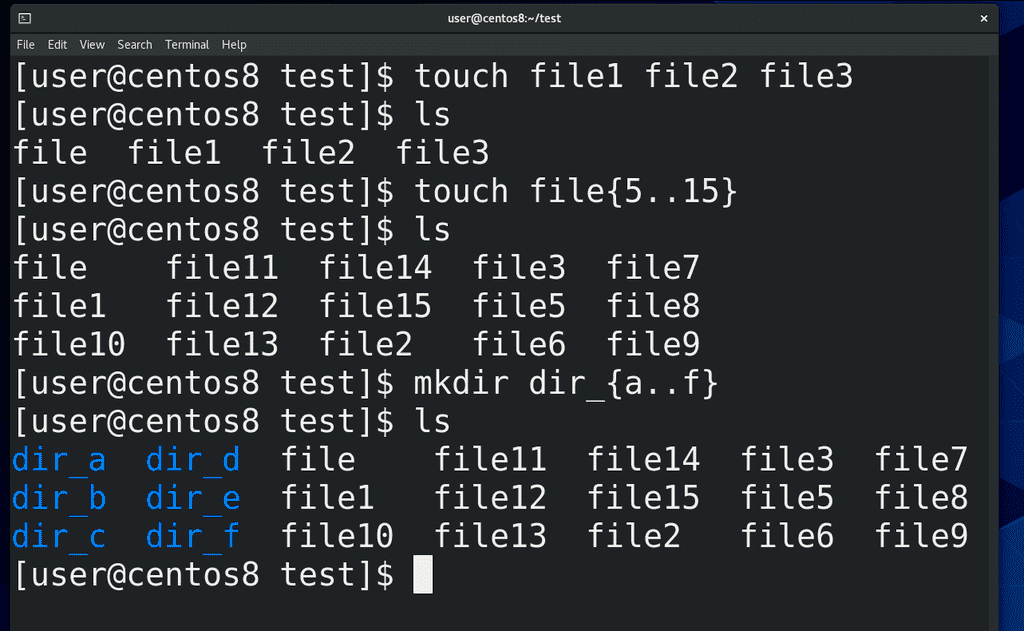 user@centos8:~/test
File Edit View Search Terminal Help
[user@centos8 test]$ touch file1 file2 file3
[user@centos8 test]$ ls
file file1 file2 file3
[user@centos8 test]$ touch file{5..15}
[user@centos8 test]$ ls
file file11 file14 file3 file7
file1 file12 file15 file5 file8
file10 file13 file2 file6 file9
[user@centos8 test]$ mkdir dir_{a..f}
[user@centos8 test]$ ls
dir_a dir_d file file11 file14 file3 file7
dir_b dir_e file1 file12 file15 file5 file8
dir_c dir_f file10 file13 file2 file6 file9
[user@centos8 test]$